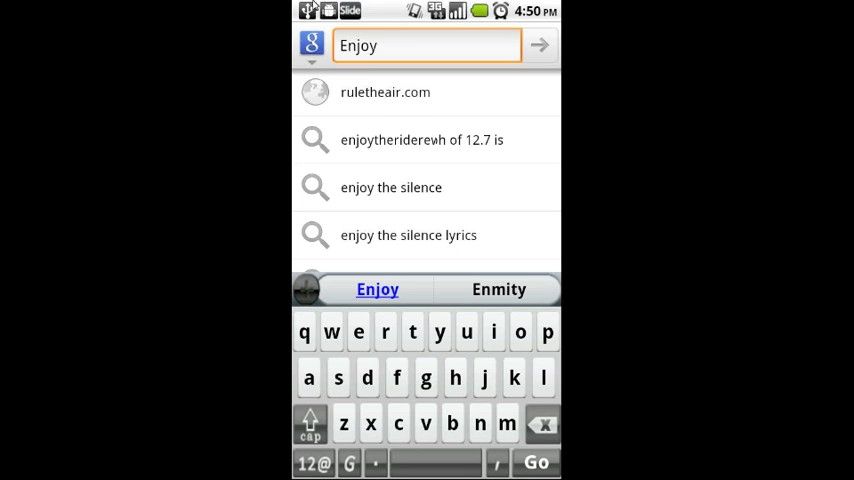 Slide 3G 4:50 PM
g Enjoy
ruletheair.com
enjoytheriderewh of 12.7 is
enjoy the silence
enjoy the silence lyrics
Enjoy Enmity
q w e r t y u i o p
a s d f g h j k l
cap z x c v b n m x
12@ G . , Go